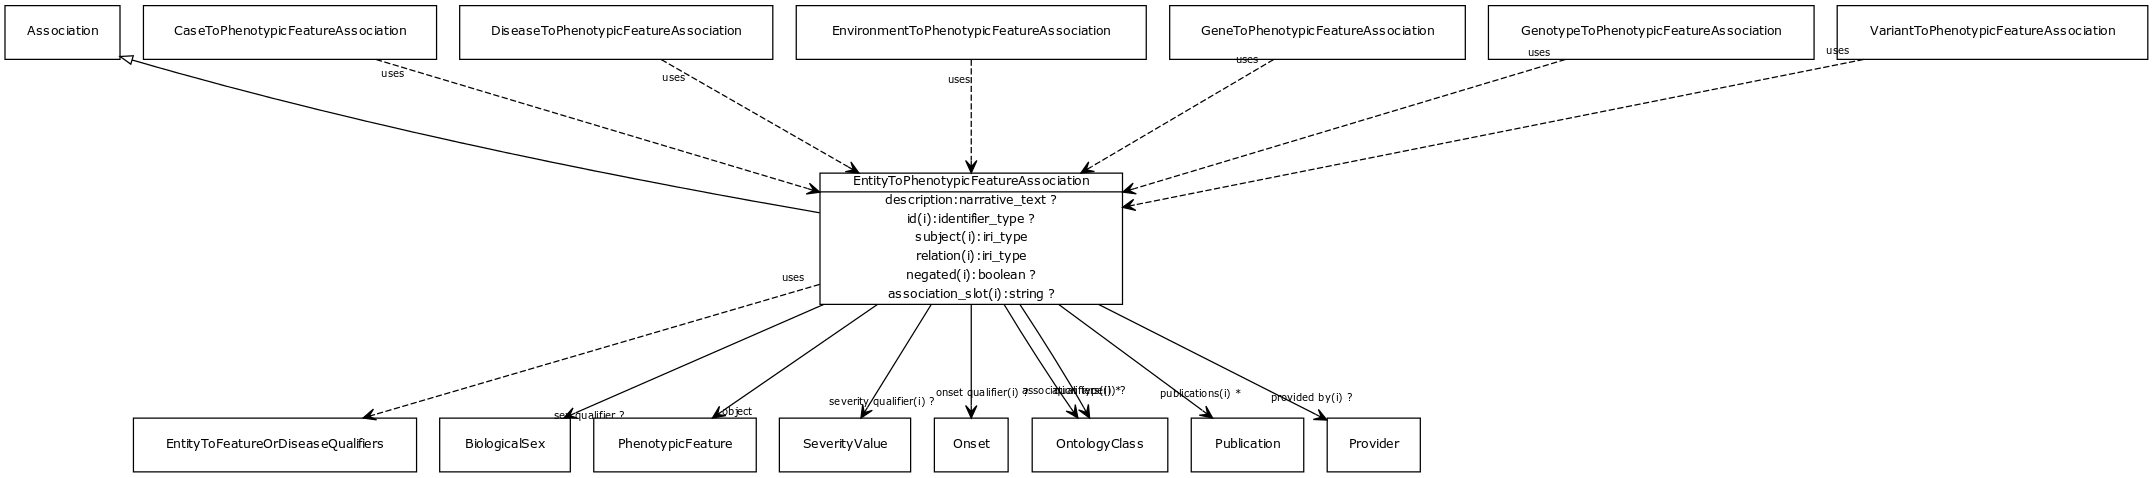 Association
CaseToPhenotypicFeatureAssociation
DiseaseToPhenotypicFeatureAssociation
EnvironmentToPhenotypicFeatureAssociation
GeneToPhenotypicFeatureAssociation
GenotypeToPhenotypicFeatureAssociation
VariantToPhenotypicFeatureAssociation
uses
uses
uses
uses
uses
uses
EntityToPhenotypicFeatureAssociation
description:narrative_text ?
id(i):identifier_type ?
subject(i):iri_type
relation(i):iri_type
negated(i):boolean ?
association_slot(i):string ?
uses
sex qualifier ?
object
severity qualifier(i) ?
onset qualifier(i) ?
association type(i) ?
qualifiers(i) *
publications(i) *
provided by(i) ?
EntityToFeatureOrDiseaseQualifiers
BiologicalSex
PhenotypicFeature
SeverityValue
Onset
OntologyClass
Publication
Provider